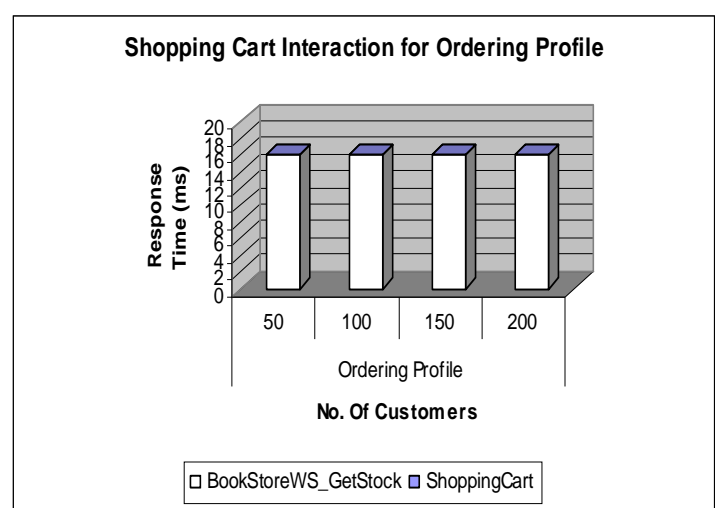 Shopping Cart Interaction for Ordering Profile
Response
Time (ms)
20
18
16
14
12
10
8
6
4
2
0
50 100 150 200
Ordering Profile
No. Of Customers
BookStoreWS_GetStock ShoppingCart